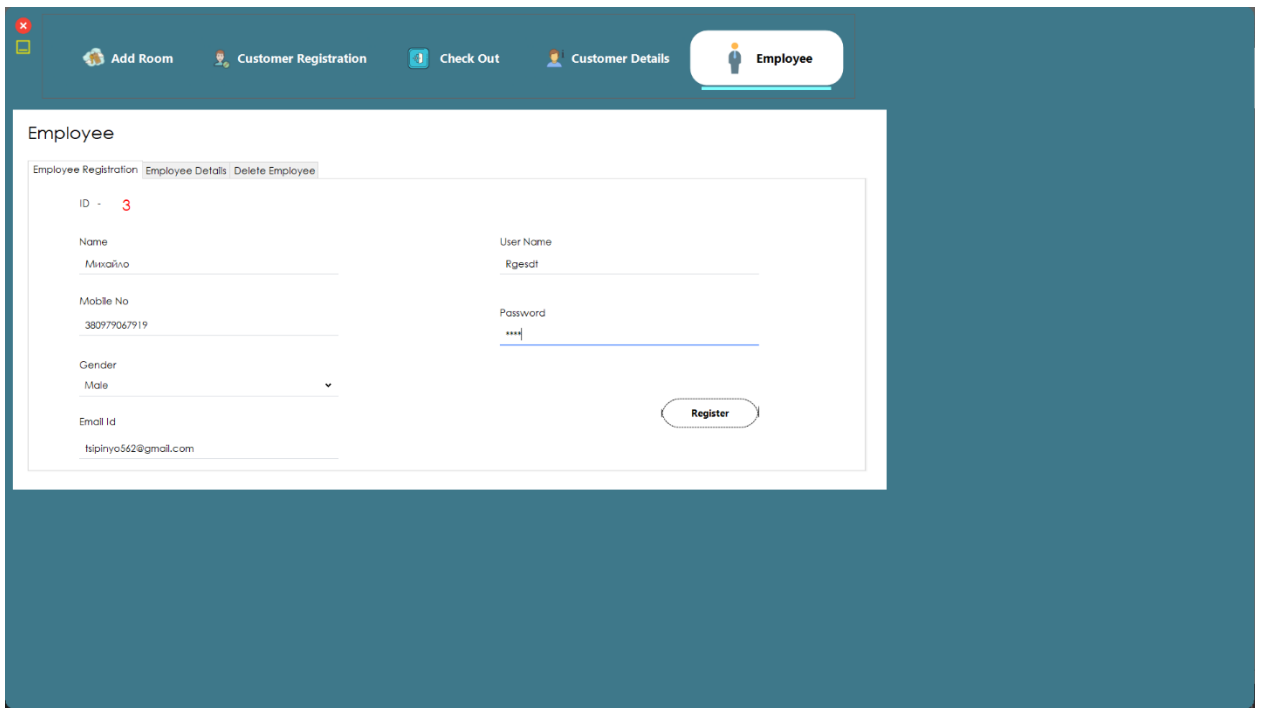 Add Room Customer Registration Check Out Customer Details Employee
Employee
Employee Registration Employee Details Delete Employee
ID - 3
Name
Михайло
Mobile No
380979067919
Gender
Male
Email Id
tsipinyo562@gmail.com
User Name
Rgesdt
Password
****
Register